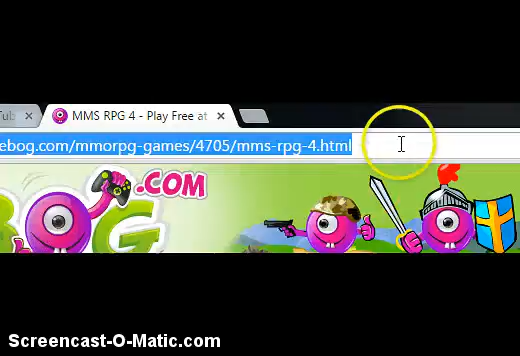 MMS RPG 4 - Play Free at
ebog.com/mmorpg-games/4705/mms-rpg-4.html
.COM
OG
Screencast-O-Matic.com